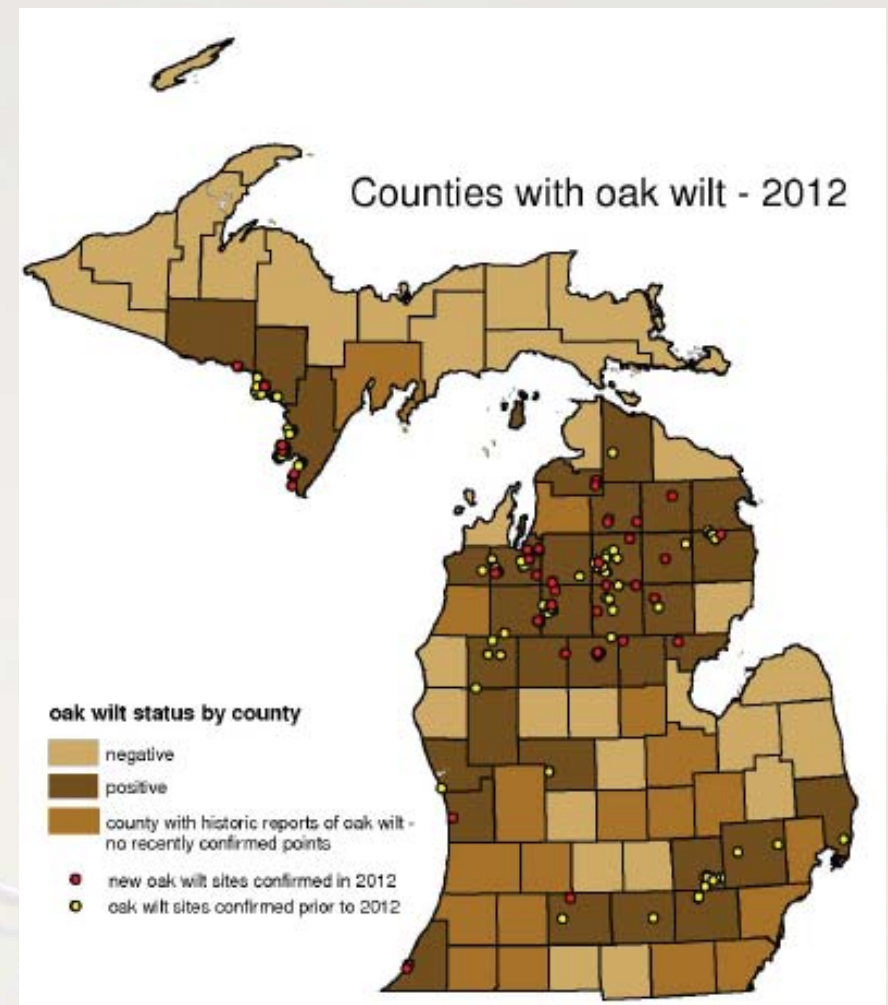 Counties with oak wilt - 2012
oak wilt status by county
negative
positive
county with historic reports of oak wilt -
no recently confirmed points
new oak wilt sites confirmed in 2012
oak wilt sites confirmed prior to 2012